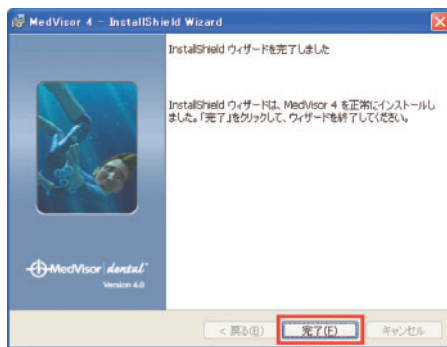 MedVisor 4 - InstallShield Wizard
InstallShield ウィザードを完了しました
InstallShield ウィザードは、MedVisor 4 を正常にインストールし
ました。「完了」をクリックして、ウィザードを終了してください。
MedVisor dental
Version 4.0
< 戻る(B)
完了(F)
キャンセル